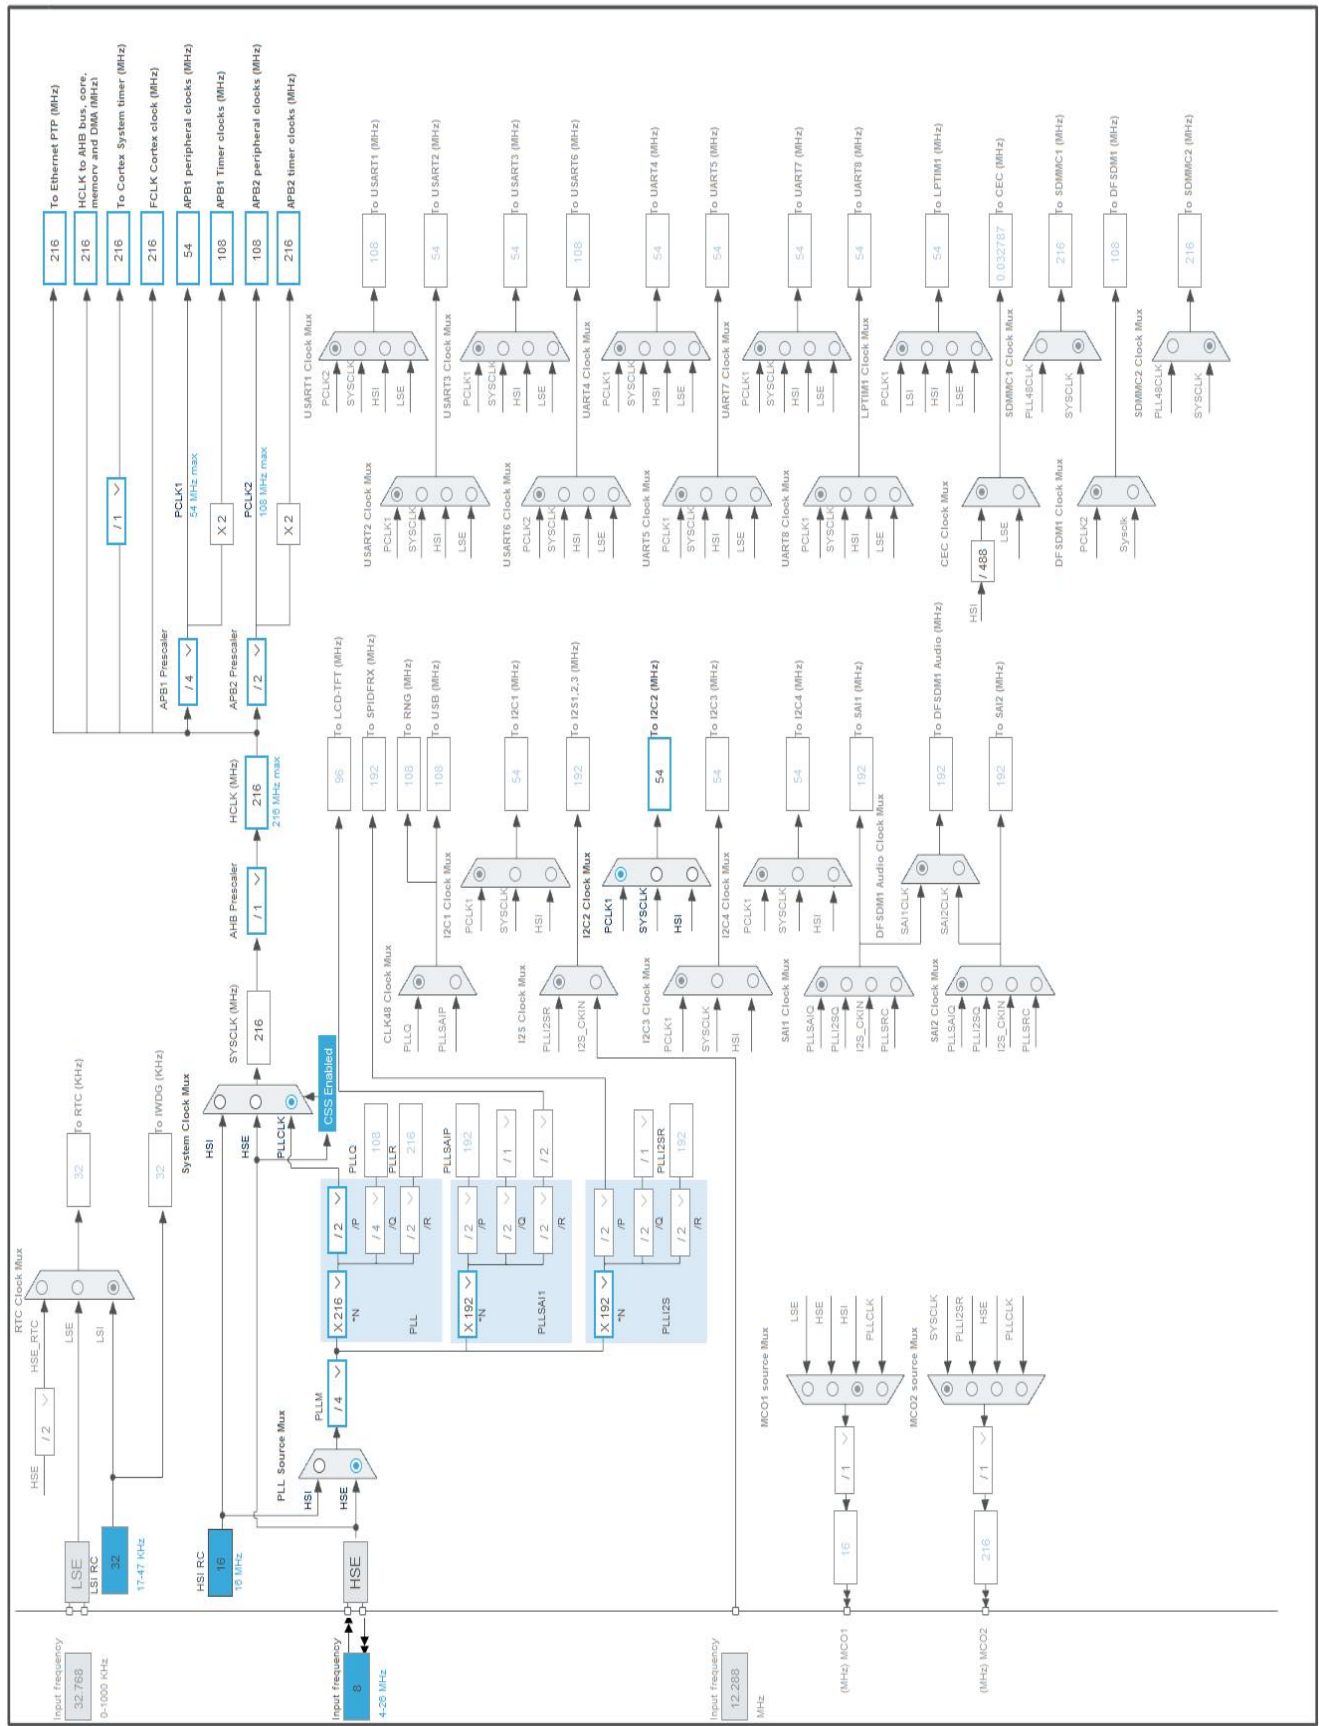 Input frequency
32.768
0-1000 KHz
LSE
LSI RC
32
17-47 KHz
HSE
/ 2
HSE_RTC
LSE
LSI
RTC Clock Mux
32
To RTC (KHz)
32
To IWDG (KHz)
HSI RC
16
16 MHz
Input frequency
8
4-26 MHz
HSE
PLL Source Mux
HSI
HSE
PLLM
/ 4
X 216
*N
PLL
/ 2
/P
/ 4
/Q
/ 2
/R
PLLQ
108
PLLR
216
X 192
*N
PLLSAI1
/ 2
/P
/ 2
/Q
/ 2
/R
PLLSAIP
192
/ 1
/ 2
X 192
*N
PLLI2S
/ 2
/P
/ 2
/Q
/ 2
/R
/ 1
PLLI2SR
192
System Clock Mux
HSI
HSE
PLLCLK
CSS Enabled
SYSCLK (MHz)
216
AHB Prescaler
/ 1
HCLK (MHz)
216
216 MHz max
APB1 Prescaler
/ 4
APB2 Prescaler
/ 2
/ 1
PCLK1
54 MHz max
X 2
PCLK2
108 MHz max
X 2
216
To Ethernet PTP (MHz)
216
HCLK to AHB bus, core,
memory and DMA (MHz)
216
To Cortex System timer (MHz)
216
FCLK Cortex clock (MHz)
54
APB1 peripheral clocks (MHz)
108
APB1 Timer clocks (MHz)
108
APB2 peripheral clocks (MHz)
216
APB2 timer clocks (MHz)
96
To LCD-TFT (MHz)
192
To SPIDFRX (MHz)
108
To RNG (MHz)
108
To USB (MHz)
CLK48 Clock Mux
PLLQ
PLLSAIP
I2C1 Clock Mux
PCLK1
SYSCLK
HSI
54
To I2C1 (MHz)
I2S Clock Mux
PLLI2SR
I2S_CKIN
192
To I2S1,2,3 (MHz)
I2C2 Clock Mux
PCLK1
SYSCLK
HSI
54
To I2C2 (MHz)
I2C3 Clock Mux
PCLK1
SYSCLK
HSI
54
To I2C3 (MHz)
I2C4 Clock Mux
PCLK1
SYSCLK
HSI
54
To I2C4 (MHz)
SAI1 Clock Mux
PLLSAIQ
PLLI2SQ
I2S_CKIN
PLLSRC
192
To SAI1 (MHz)
DFSDM1 Audio Clock Mux
SAI1CLK
SAI2CLK
192
To DFSDM1 Audio (MHz)
SAI2 Clock Mux
PLLSAIQ
PLLI2SQ
I2S_CKIN
PLLSRC
192
To SAI2 (MHz)
USART1 Clock Mux
PCLK2
SYSCLK
HSI
LSE
108
To USART1 (MHz)
USART2 Clock Mux
PCLK1
SYSCLK
HSI
LSE
54
To USART2 (MHz)
USART3 Clock Mux
PCLK1
SYSCLK
HSI
LSE
54
To USART3 (MHz)
USART6 Clock Mux
PCLK2
SYSCLK
HSI
LSE
108
To USART6 (MHz)
UART4 Clock Mux
PCLK1
SYSCLK
HSI
LSE
54
To UART4 (MHz)
UART5 Clock Mux
PCLK1
SYSCLK
HSI
LSE
54
To UART5 (MHz)
UART7 Clock Mux
PCLK1
SYSCLK
HSI
LSE
54
To UART7 (MHz)
UART8 Clock Mux
PCLK1
SYSCLK
HSI
LSE
54
To UART8 (MHz)
LPTIM1 Clock Mux
PCLK1
LSI
HSI
LSE
54
To LPTIM1 (MHz)
CEC Clock Mux
HSI
/ 488
LSE
0.032787
To CEC (MHz)
SDMMC1 Clock Mux
PLL48CLK
SYSCLK
216
To SDMMC1 (MHz)
DFSDM1 Clock Mux
PCLK2
Sysclk
108
To DFSDM1 (MHz)
SDMMC2 Clock Mux
PLL48CLK
SYSCLK
216
To SDMMC2 (MHz)
Input frequency
12.288
MHz
MCO1 source Mux
LSE
HSE
HSI
PLLCLK
/ 1
16
(MHz) MCO1
MCO2 source Mux
SYSCLK
PLLI2SR
HSE
PLLCLK
/ 1
216
(MHz) MCO2